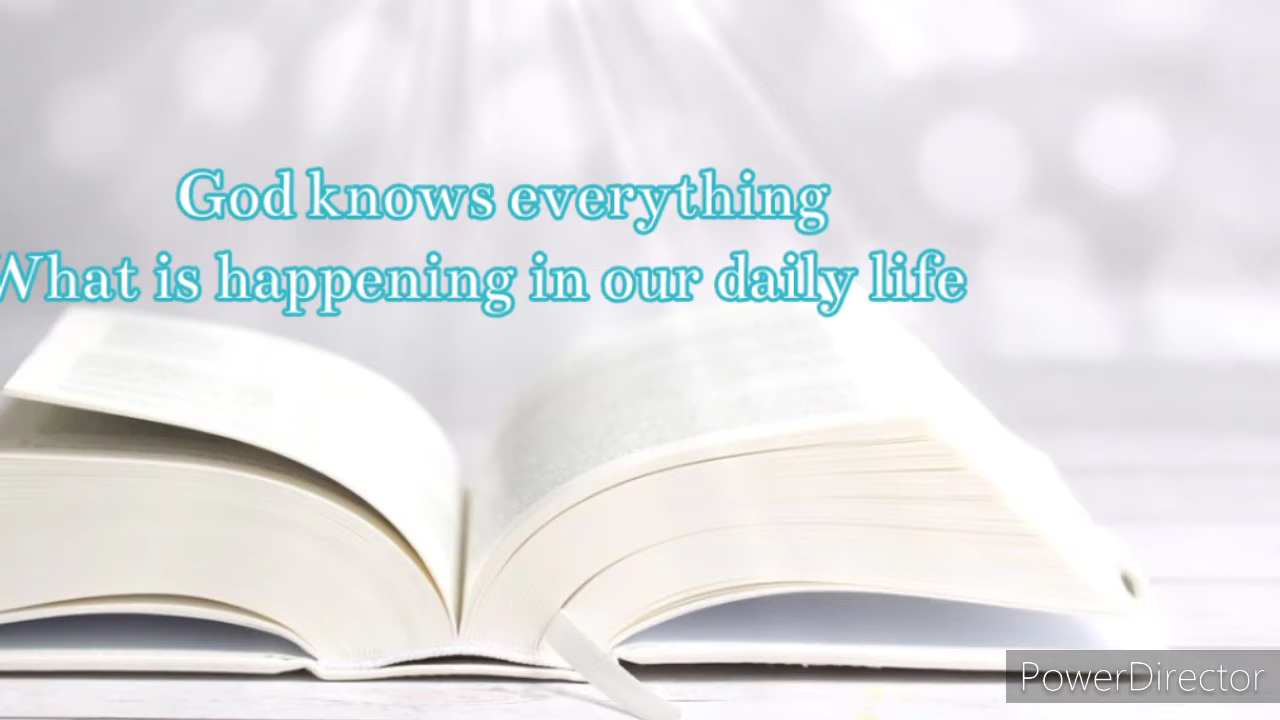 God knows everything
What is happening in our daily life
PowerDirector